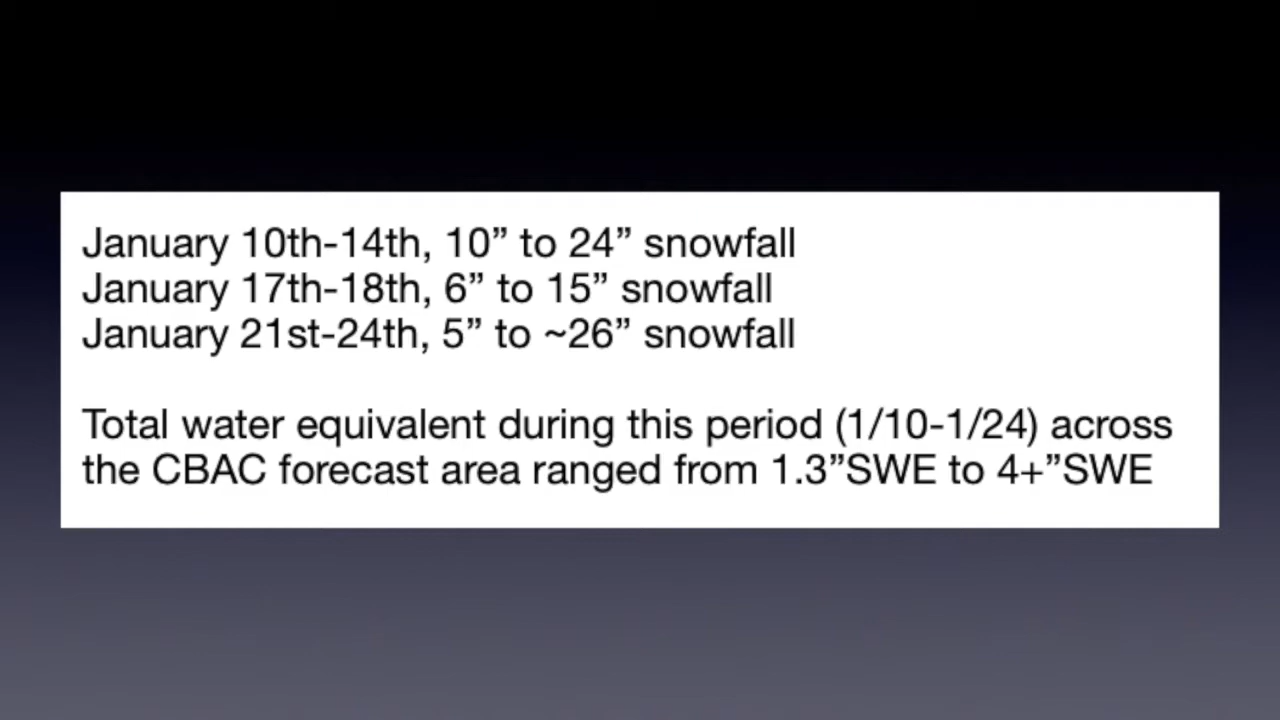 January 10th-14th, 10” to 24” snowfall
January 17th-18th, 6” to 15” snowfall
January 21st-24th, 5” to ~26” snowfall
Total water equivalent during this period (1/10-1/24) across
the CBAC forecast area ranged from 1.3”SWE to 4+”SWE